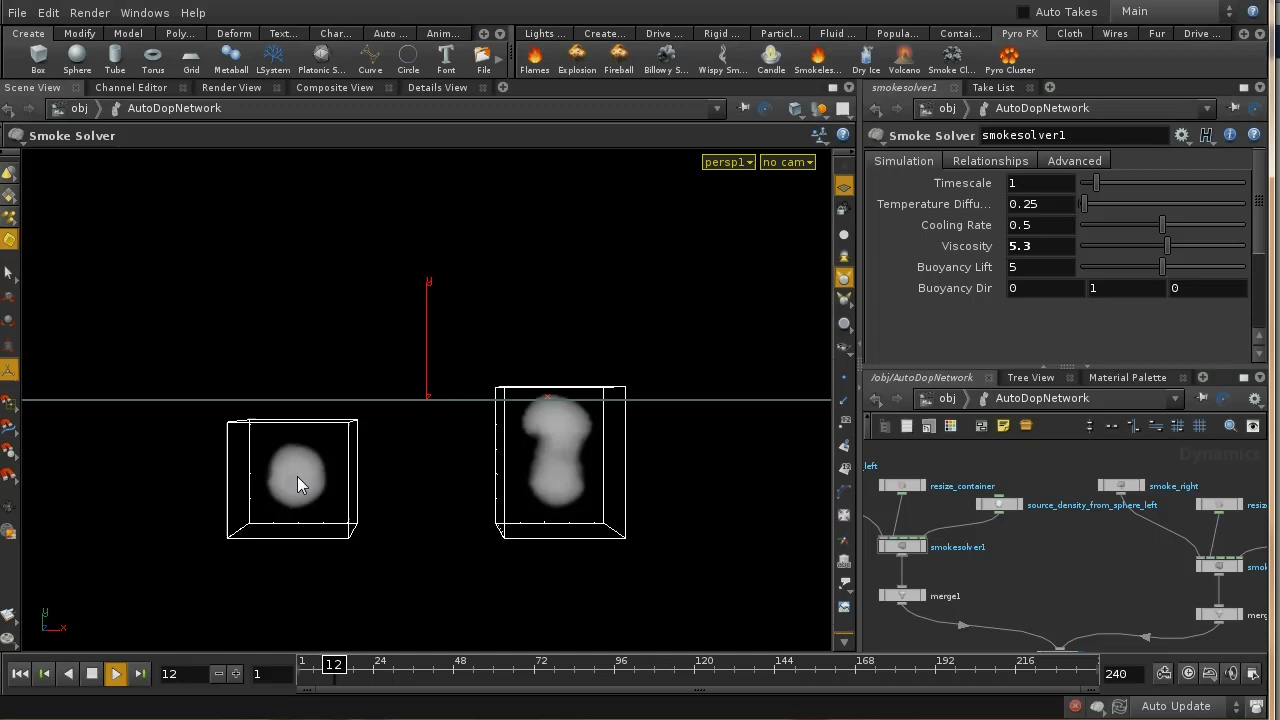 File Edit Render Windows Help Auto Takes Main
Create Modify Model Poly... Deform Text... Char... Auto ... Anim... Lights ... Create... Drive ... Rigid ... Particl... Fluid ... Popula... Contai... Pyro FX Cloth Wires Fur Drive ...
Box Sphere Tube Torus Grid Metaball LSystem Platonic S... Curve Circle Font File Flames Explosion Fireball Billowy S... Wispy Sm... Candle Smokeles... Dry Ice Volcano Smoke Cl... Pyro Cluster
Scene View Channel Editor Render View Composite View Details View smokesolver1 Take List
obj AutoDopNetwork obj AutoDopNetwork
Smoke Solver Smoke Solver smokesolver1
persp1 no cam Simulation Relationships Advanced
Timescale 1
Temperature Diffu... 0.25
Cooling Rate 0.5
Viscosity 5.3
Buoyancy Lift 5
Buoyancy Dir 0 1 0
y
/obj/AutoDopNetwork Tree View Material Palette
obj AutoDopNetwork
Dynamics
_left
resize_container smoke_right
source_density_from_sphere_left resiz
smokesolver1 smok
merge1
merg
y
z x
12 1 1 12 24 48 72 96 120 144 168 192 216 240
Auto Update